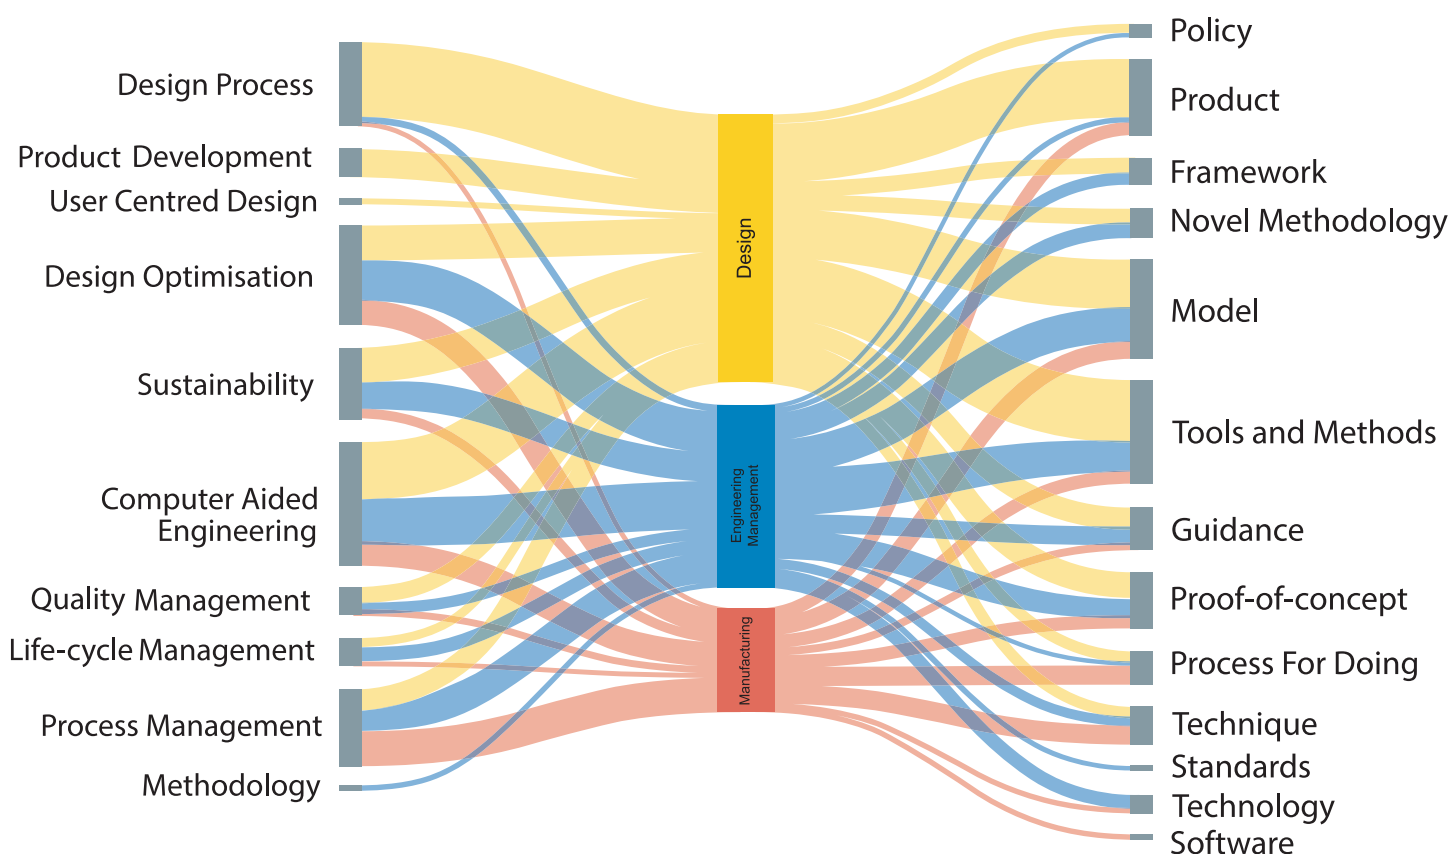 Design Process
Product Development
User Centred Design
Design Optimisation
Sustainability
Computer Aided
Engineering
Quality Management
Life-cycle Management
Process Management
Methodology
Design
Engineering
Management
Manufacturing
Policy
Product
Framework
Novel Methodology
Model
Tools and Methods
Guidance
Proof-of-concept
Process For Doing
Technique
Standards
Technology
Software